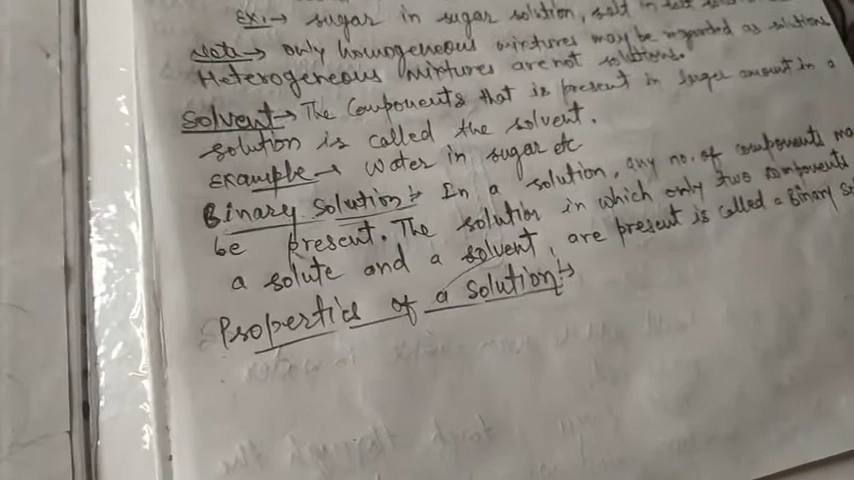 Ex:→ sugar in sugar solution, salt in
Note→ only homogeneous mixtures may be regarded as solutions
Heterogeneous mixtures are not solutions.
Solvent→ The components that is present in larger amount in a
solution is called the solvent.
Example→ water in sugar etc
Binary solution:→ In a solution, any no. of components ma
be present. The solution in which only two components
a solute and a solvent, are present is called a Binary so
Properties of a solution:→